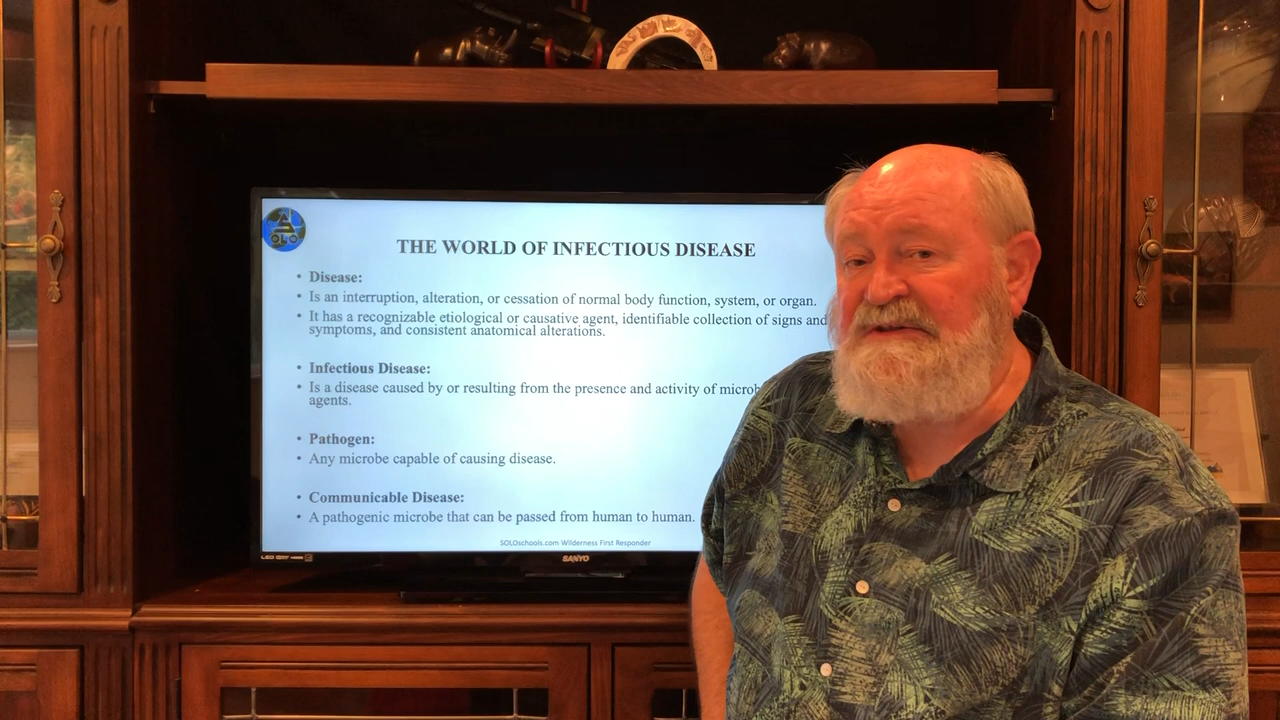 SOLO
THE WORLD OF INFECTIOUS DISEASE
• Disease:
• Is an interruption, alteration, or cessation of normal body function, system, or organ.
• It has a recognizable etiological or causative agent, identifiable collection of signs and
symptoms, and consistent anatomical alterations.
• Infectious Disease:
• Is a disease caused by or resulting from the presence and activity of microb
agents.
• Pathogen:
• Any microbe capable of causing disease.
• Communicable Disease:
• A pathogenic microbe that can be passed from human to human.
SOLOschools.com Wilderness First Responder
SANYO